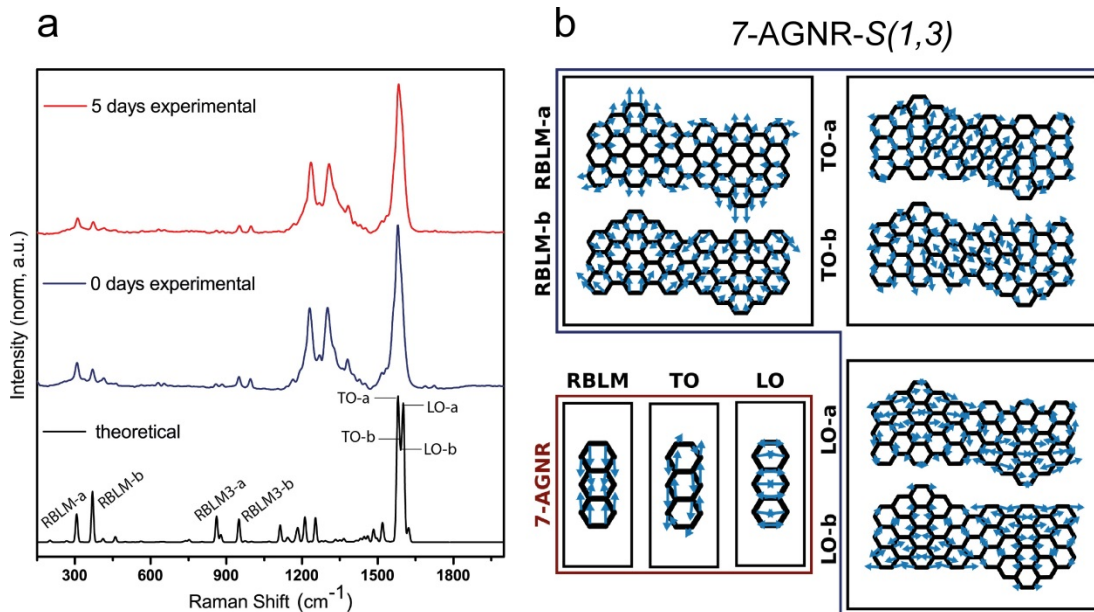 a
Intensity (norm, a.u.)
5 days experimental
0 days experimental
theoretical
TO-a
LO-a
TO-b
LO-b
RBLM-a
RBLM-b
RBLM3-a
RBLM3-b
300
600
900
1200
1500
1800
Raman Shift (cm⁻¹)
b
7-AGNR-S(1,3)
RBLM-a
RBLM-b
TO-a
TO-b
RBLM
TO
LO
7-AGNR
LO-a
LO-b